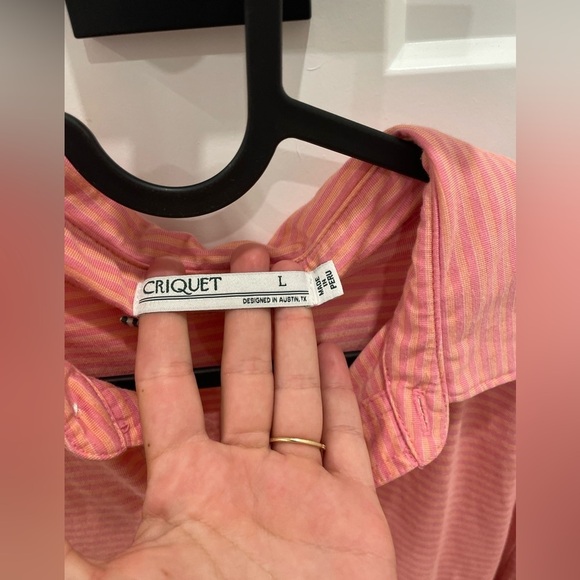 CRIQUET L
DESIGNED IN AUSTIN, TX
MADE
IN
PERU